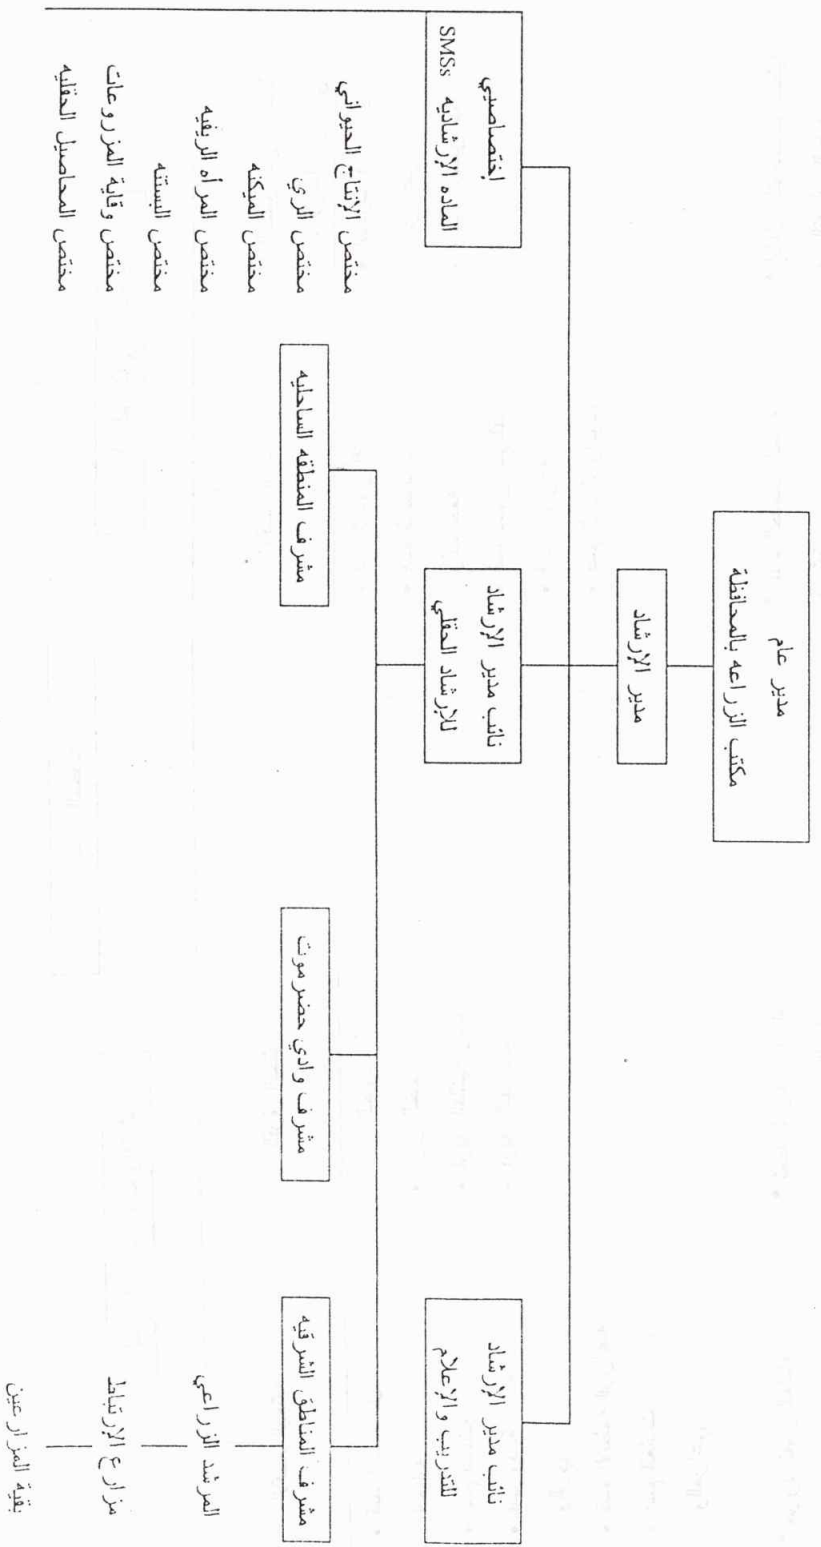 مدير عام
مكتب الزراعه بالمحافظة
مدير الإرشاد
نائب مدير الإرشاد
للتدريب والإعلام
نائب مدير الإرشاد
للإرشاد الحقلي
إختصاصيي
الماده الإرشاديه SMSs
مشرف المناطق الشرقيه
مشرف وادي حضرموت
مشرف المنطقه الساحليه
المرشد الزراعي
مزارع الإرتباط
بقية المزارعين
مختص الإنتاج الحيواني
مختص الري
مختص الميكنه
مختص المرأه الريفيه
مختص البستنه
مختص وقاية المزروعات
مختص المحاصيل الحقليه